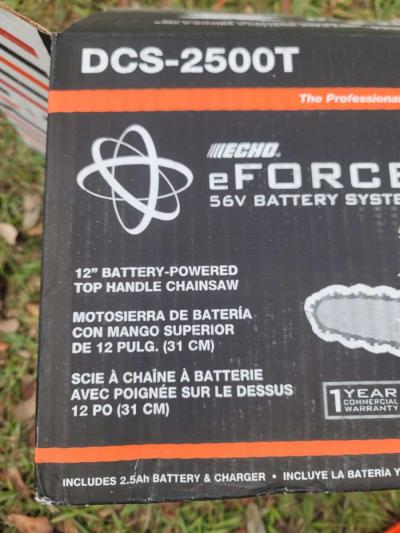 DCS-2500T
The Professional
ECHO
eFORCE
56V BATTERY SYSTE
12” BATTERY-POWERED
TOP HANDLE CHAINSAW
MOTOSIERRA DE BATERÍA
CON MANGO SUPERIOR
DE 12 PULG. (31 CM)
SCIE À CHAÎNE À BATTERIE
AVEC POIGNÉE SUR LE DESSUS
12 PO (31 CM)
1 YEAR
COMMERCIAL
WARRANTY
INCLUDES 2.5Ah BATTERY & CHARGER • INCLUYE LA BATERÍA Y